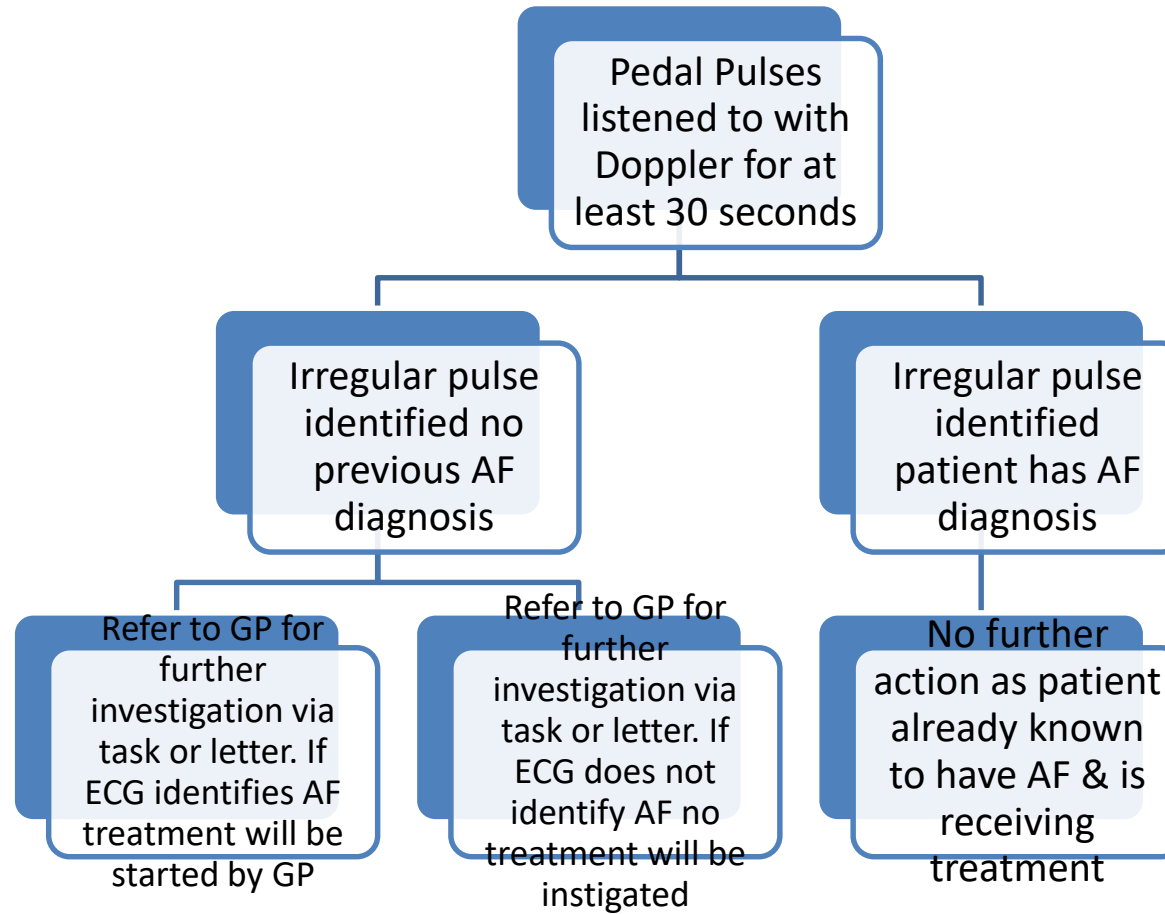 Pedal Pulses
listened to with
Doppler for at
least 30 seconds
Irregular pulse
identified no
previous AF
diagnosis
Irregular pulse
identified
patient has AF
diagnosis
Refer to GP for
further
investigation via
task or letter. If
ECG identifies AF
treatment will be
started by GP
Refer to GP for
further
investigation via
task or letter. If
ECG does not
identify AF no
treatment will be
instigated
No further
action as patient
already known
to have AF & is
receiving
treatment